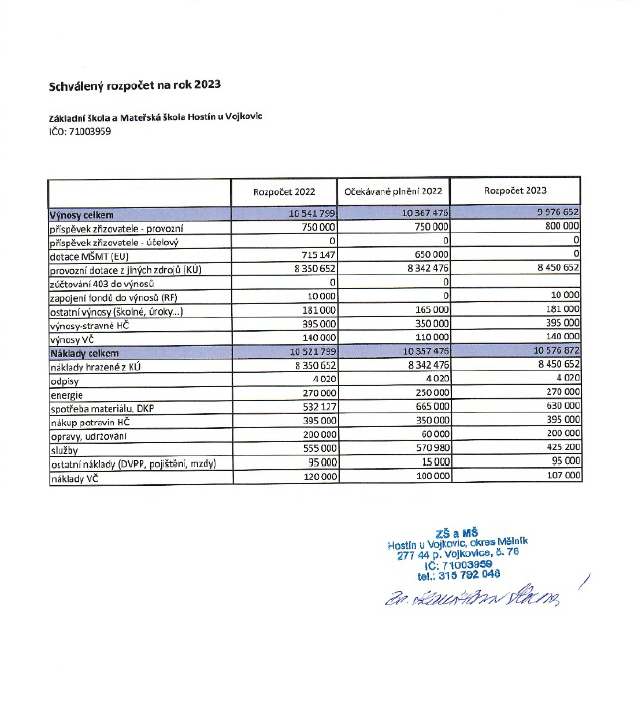 Schválený rozpočet na rok 2023
Základní škola a Mateřská škola Hostín u Vojkovic
IČO: 71003959
Rozpočet 2022 Očekávané plnění 2022 Rozpočet 2023
Výnosy celkem 10 541 799 10 367 476 9 976 652
příspěvek zřizovatele - provozní 750 000 750 000 800 000
příspěvek zřizovatele - účelový 0 0 0
dotace MŠMT (EU) 715 147 650 000 0
provozní dotace z jiných zdrojů (KÚ) 8 350 652 8 342 476 8 450 652
zúčtování 403 do výnosů 0 0 0
zapojení fondů do výnosů (RF) 10 000 0 10 000
ostatní výnosy (školné, úroky...) 181 000 165 000 181 000
výnosy-stravné HČ 395 000 350 000 395 000
výnosy VČ 140 000 110 000 140 000
Náklady celkem 10 521 799 10 357 476 10 576 872
náklady hrazené z KÚ 8 350 652 8 342 476 8 450 652
odpisy 4 020 4 020 4 020
energie 270 000 250 000 270 000
spotřeba materiálu, DKP 532 127 665 000 630 000
nákup potravin HČ 395 000 350 000 395 000
opravy, udržování 200 000 60 000 200 000
služby 555 000 570 980 425 200
ostatní náklady (DVPP, pojištění, mzdy) 95 000 15 000 95 000
náklady VČ 120 000 100 000 107 000
ZŠ a MŠ
Hostín u Vojkovic, okres Mělník
277 44 p. Vojkovice, č. 76
IČ: 71003959
tel.: 315 792 046